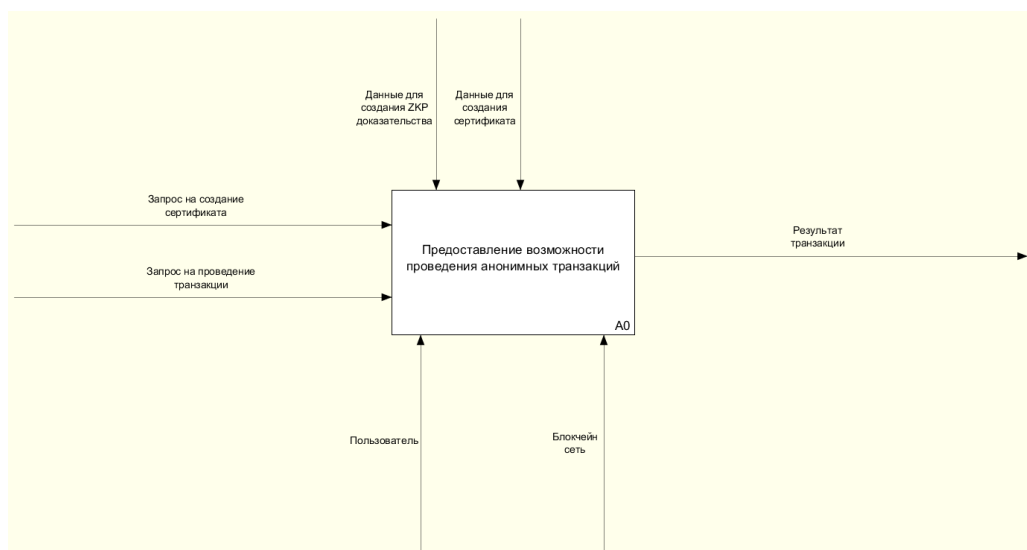 Данные для
создания ZKP
доказательства
Данные для
создания
сертификата
Запрос на создание
сертификата
Запрос на проведение
транзакции
Предоставление возможности
проведения анонимных транзакций
A0
Результат
транзакции
Пользователь
Блокчейн
сеть